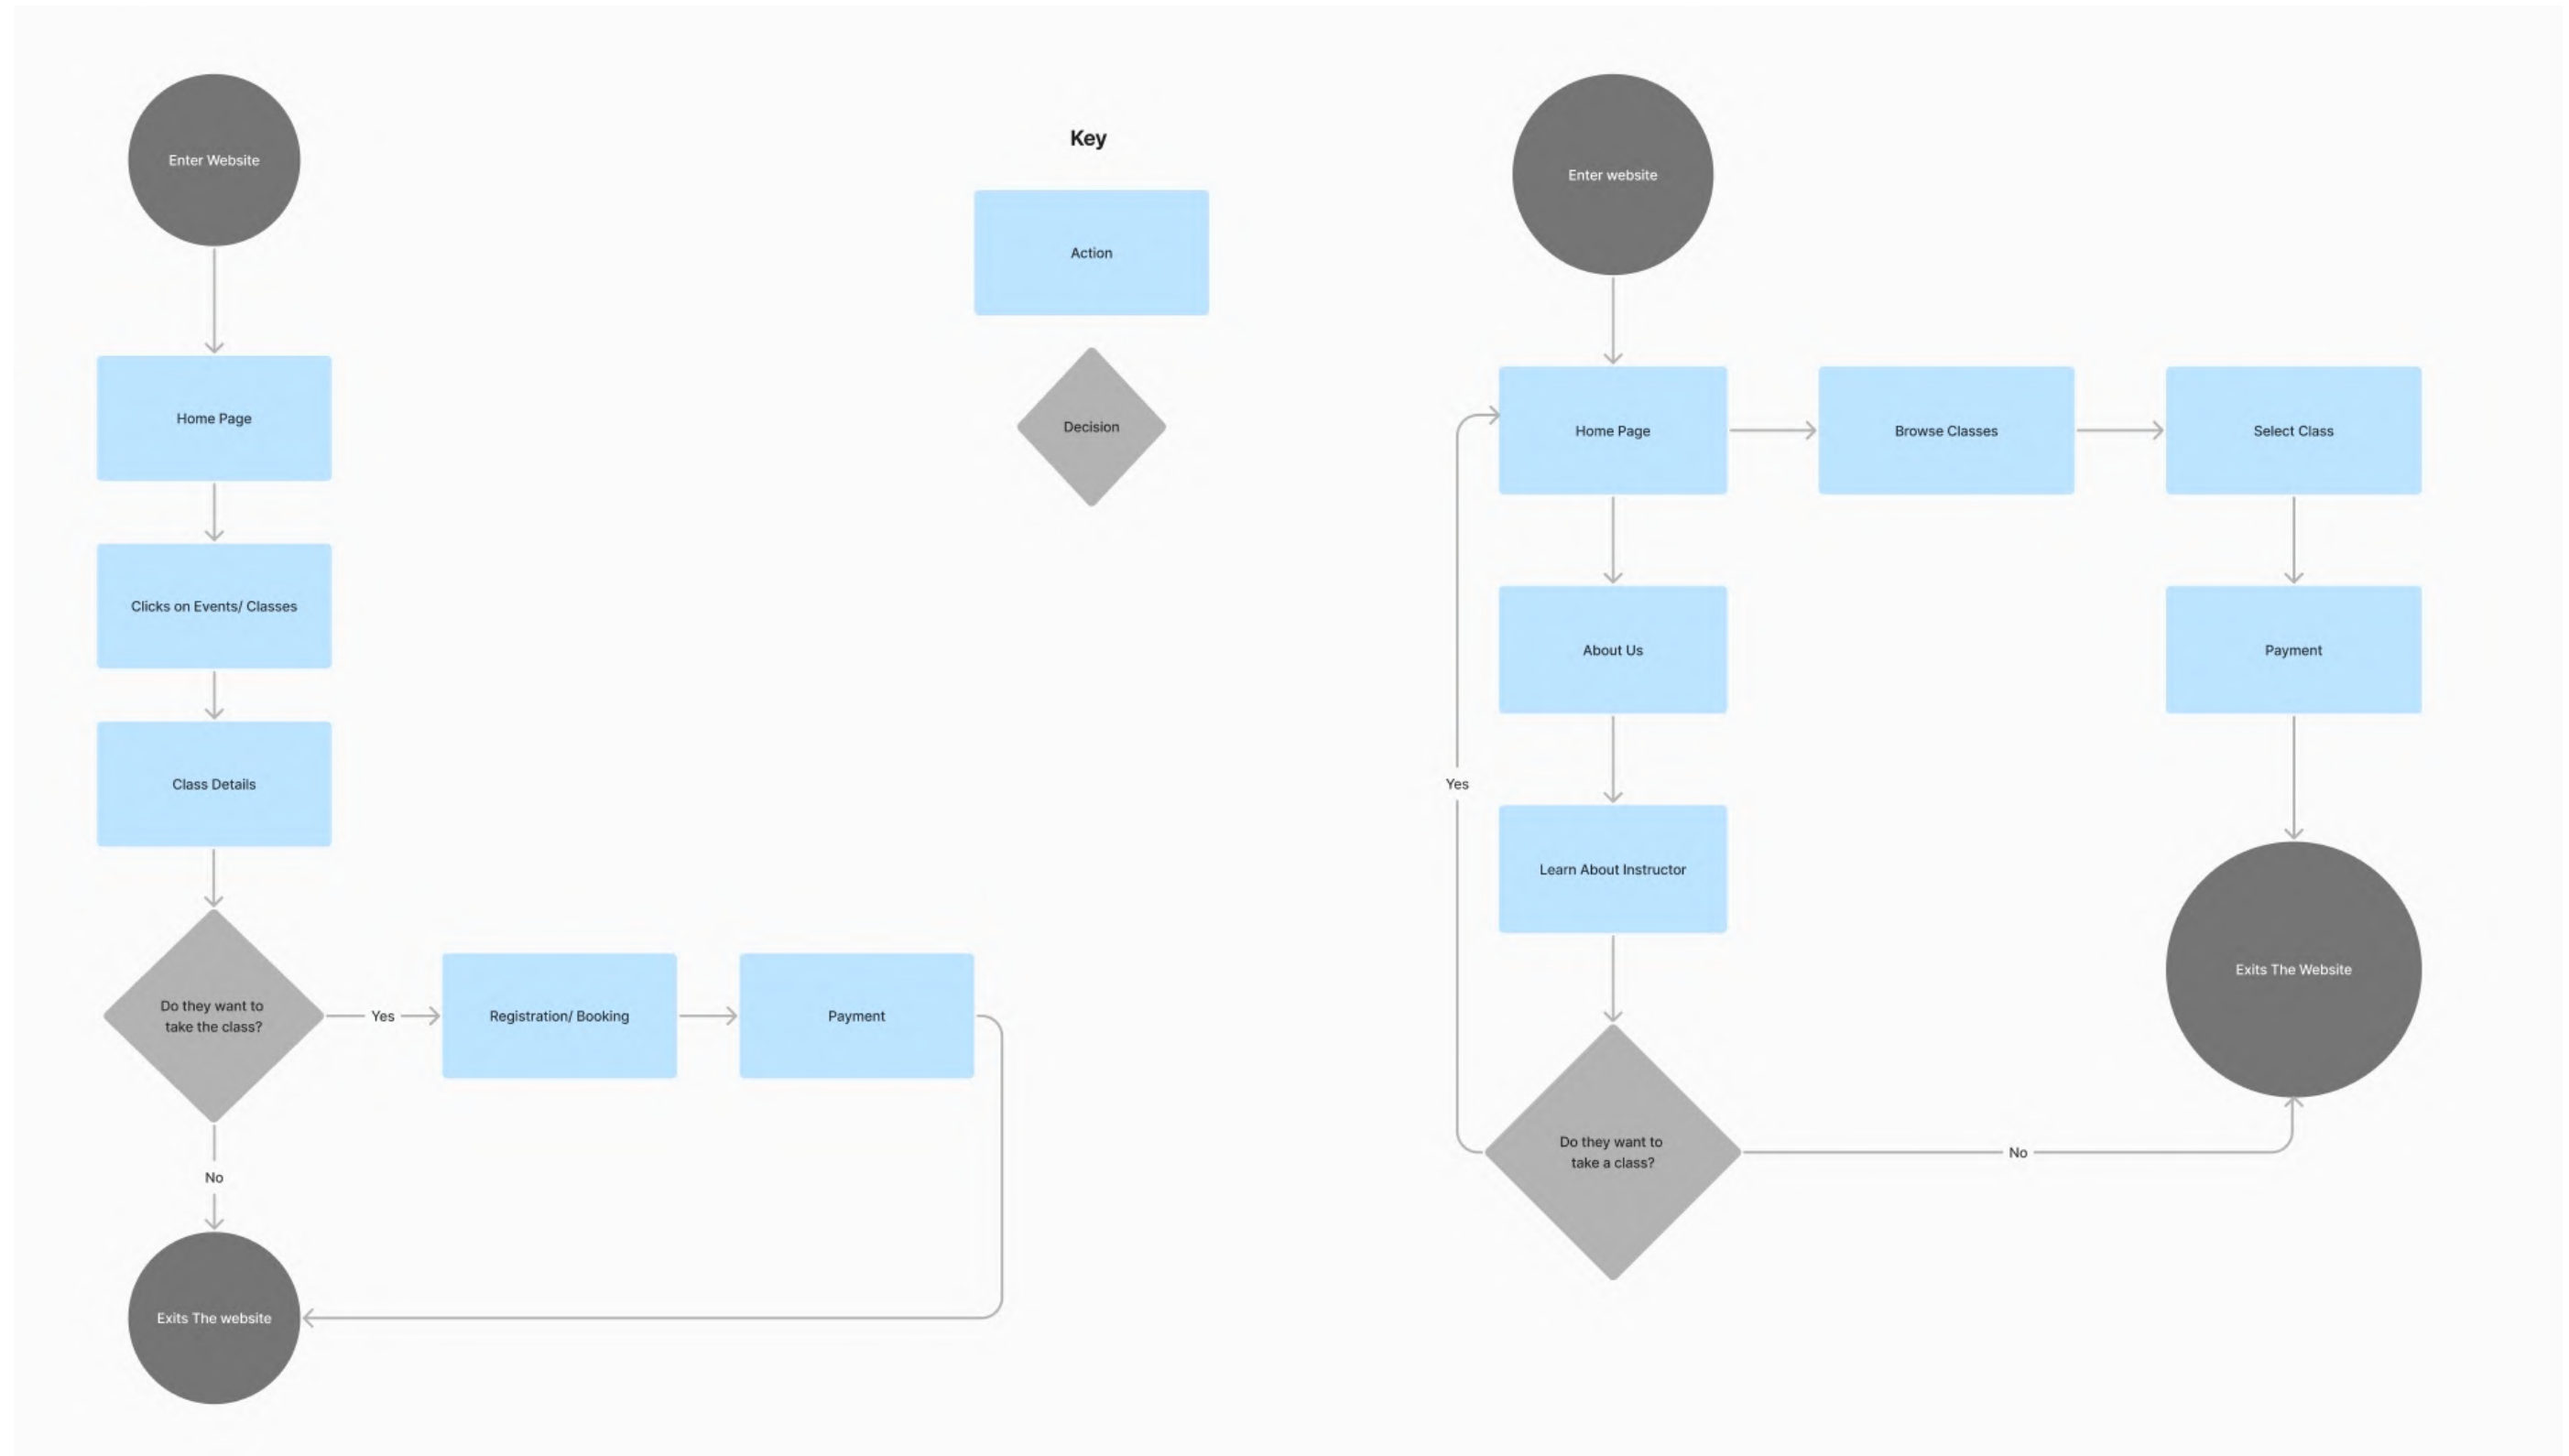 Enter Website
Home Page
Clicks on Events/ Classes
Class Details
Do they want to
take the class?
Yes
Registration/ Booking
Payment
No
Exits The website
Key
Action
Decision
Enter website
Home Page
Browse Classes
Select Class
About Us
Payment
Yes
Learn About Instructor
Exits The Website
Do they want to
take a class?
No